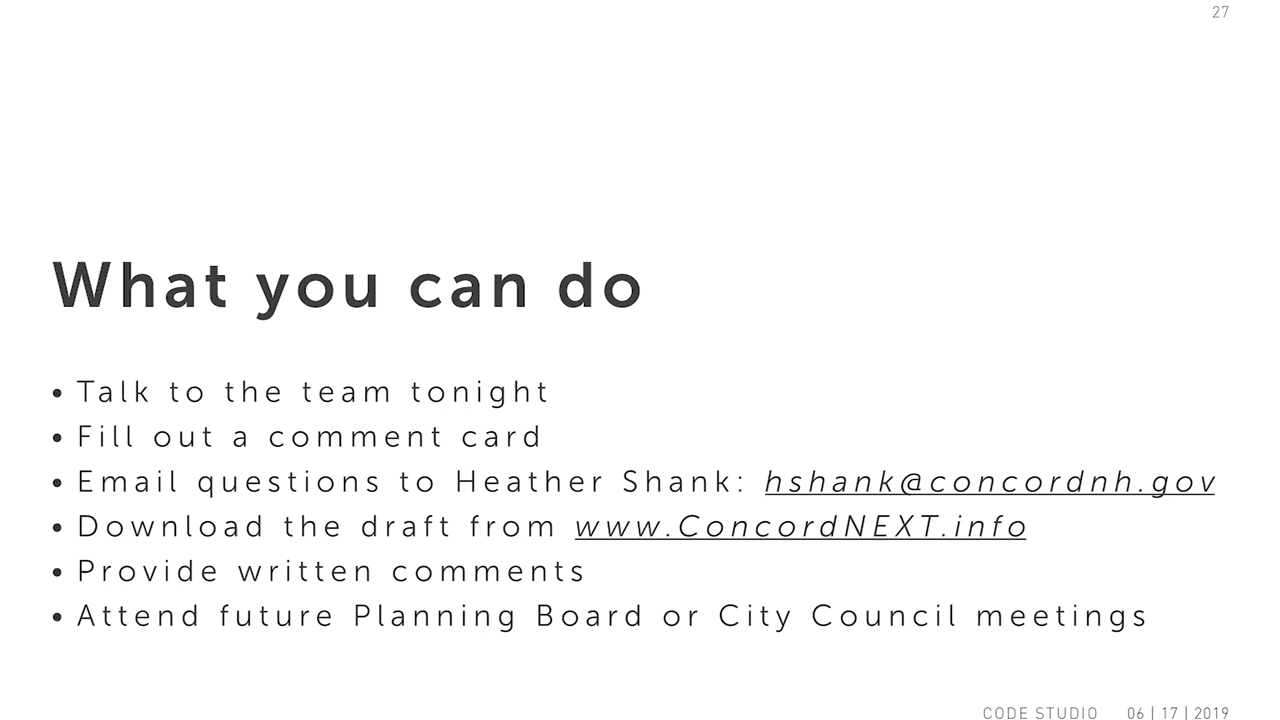 27
What you can do
• Talk to the team tonight
• Fill out a comment card
• Email questions to Heather Shank: hshank@concordnh.gov
• Download the draft from www.ConcordNEXT.info
• Provide written comments
• Attend future Planning Board or City Council meetings
CODE STUDIO 06 | 17 | 2019